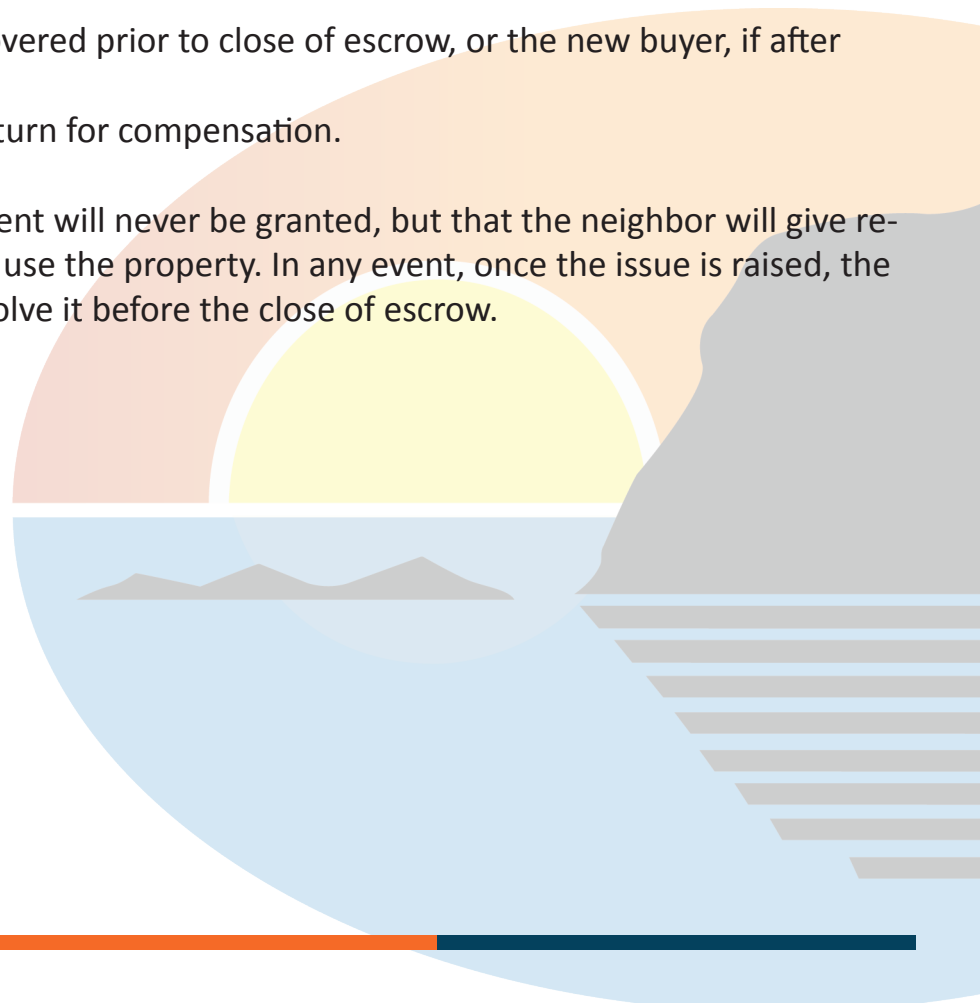 vered prior to close of escrow, or the new buyer, if after
turn for compensation.
ent will never be granted, but that the neighbor will give re-
use the property. In any event, once the issue is raised, the
olve it before the close of escrow.